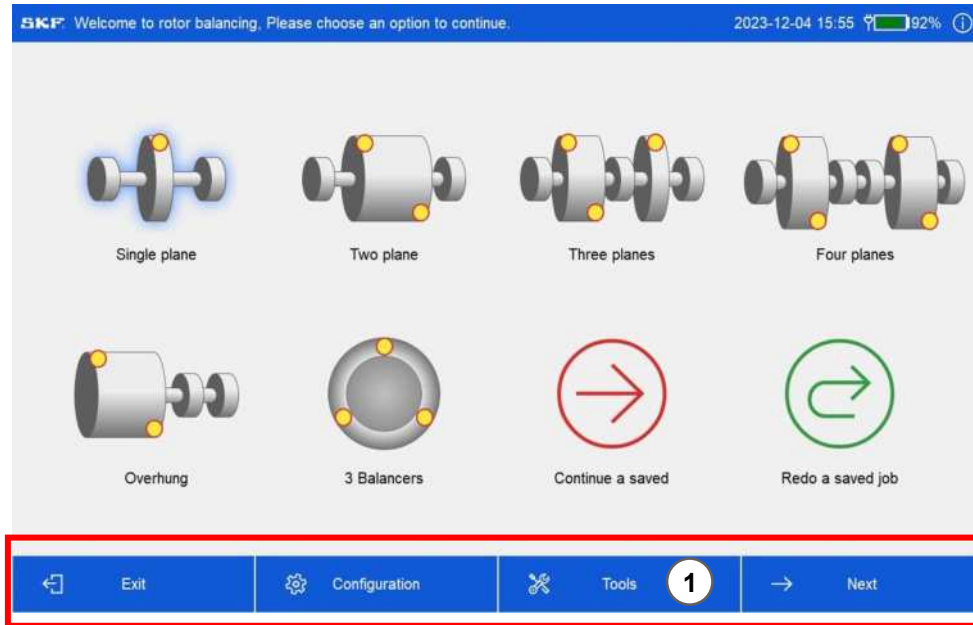 SKF. Welcome to rotor balancing, Please choose an option to continue. 2023-12-04 15:55 92%
Single plane Two plane Three planes Four planes
Overhung 3 Balancers Continue a saved Redo a saved job
Exit Configuration Tools 1 Next